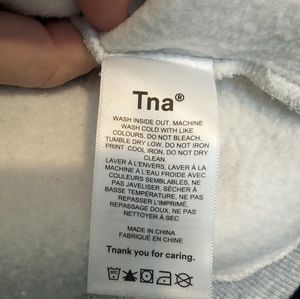 Tna®
WASH INSIDE OUT, MACHINE
WASH COLD WITH LIKE
COLOURS, DO NOT BLEACH,
TUMBLE DRY LOW, DO NOT IRON
PRINT COOL IRON, DO NOT DRY
CLEAN.
LAVER À L'ENVERS, LAVER À LA
MACHINE À L'EAU FROIDE AVEC
COULEURS SEMBLABLES, NE
PAS JAVELISER, SÉCHER À
BASSE TEMPÉRATURE, NE PAS
REPASSER L'IMPRIMÉ,
REPASSAGE DOUX, NE PAS
NETTOYER À SEC
MADE IN CHINA
FABRIQUÉ EN CHINE
Thank you for caring.